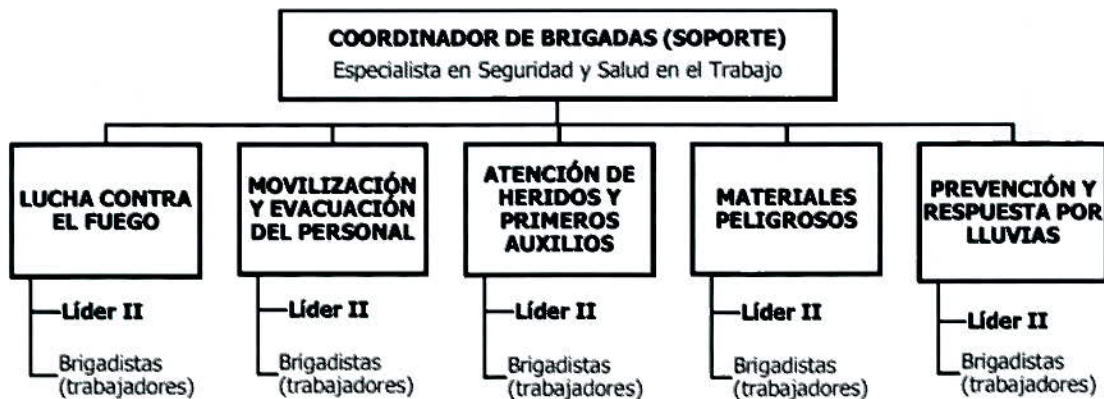 COORDINADOR DE BRIGADAS (SOPORTE)
Especialista en Seguridad y Salud en el Trabajo
LUCHA CONTRA
EL FUEGO
MOVILIZACIÓN
Y EVACUACIÓN
DEL PERSONAL
ATENCIÓN DE
HERIDOS Y
PRIMEROS
AUXILIOS
MATERIALES
PELIGROSOS
PREVENCIÓN Y
RESPUESTA POR
LLUVIAS
Líder II
Brigadistas
(trabajadores)
Líder II
Brigadistas
(trabajadores)
Líder II
Brigadistas
(trabajadores)
Líder II
Brigadistas
(trabajadores)
Líder II
Brigadistas
(trabajadores)